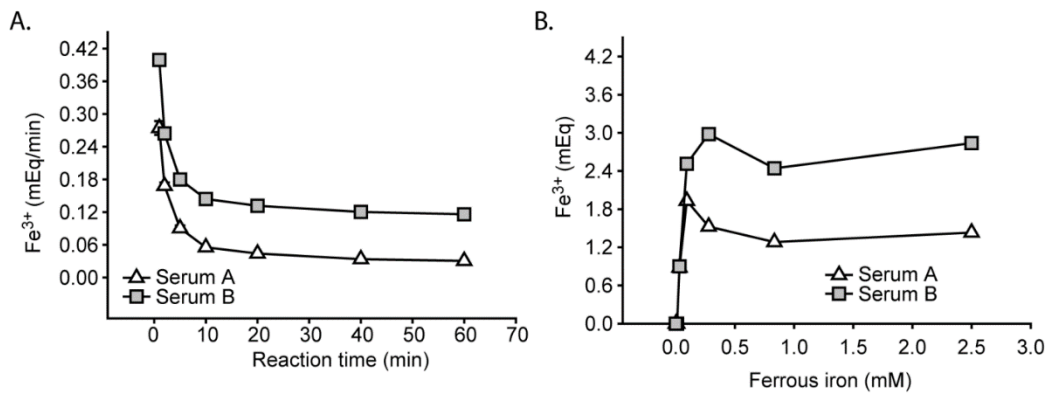 A.
Fe³⁺ (mEq/min)
0.42
0.36
0.30
0.24
0.18
0.12
0.06
0.00
Serum A
Serum B
0 10 20 30 40 50 60 70
Reaction time (min)
B.
Fe³⁺ (mEq)
4.2
3.6
3.0
2.4
1.8
1.2
0.6
0.0
Serum A
Serum B
0.0 0.5 1.0 1.5 2.0 2.5 3.0
Ferrous iron (mM)